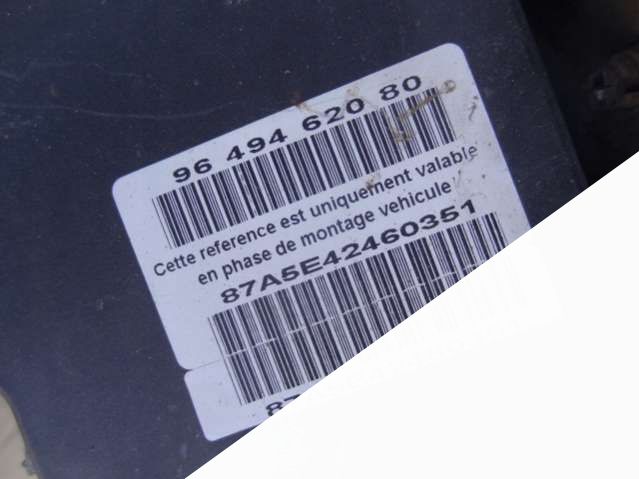 96 494 620 80
Cette reference est uniquement valable
en phase de montage vehicule
87A5E42460351